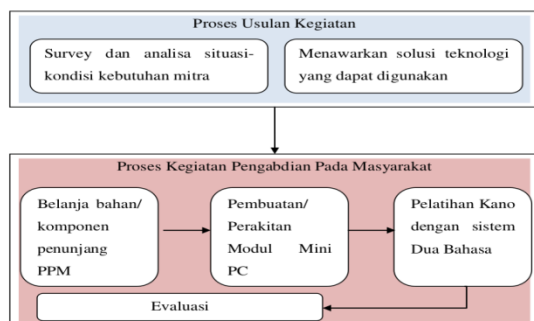 Proses Usulan Kegiatan
Survey dan analisa situasi-
kondisi kebutuhan mitra
Menawarkan solusi teknologi
yang dapat digunakan
Proses Kegiatan Pengabdian Pada Masyarakat
Belanja bahan/
komponen
penunjang
PPM
Pembuatan/
Perakitan
Modul Mini
PC
Pelatihan Kano
dengan sistem
Dua Bahasa
Evaluasi